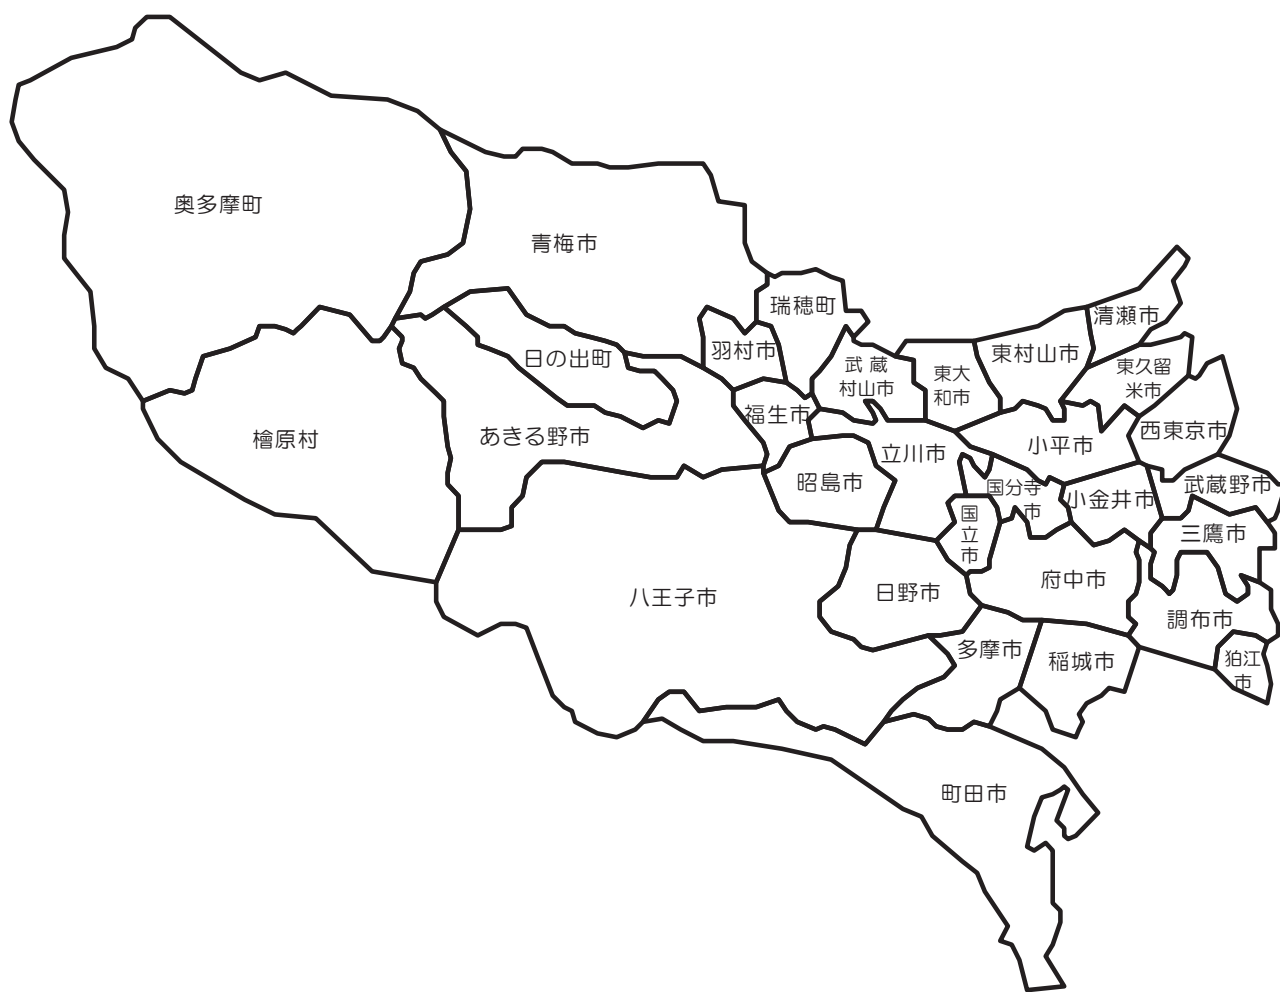 奥多摩町
青梅市
瑞穂町
清瀬市
羽村市
日の出町
武 蔵
村山市
東大
和市
東村山市
東久留
米市
檜原村
あきる野市
福生市
立川市
小平市
西東京市
昭島市
国分寺
市
小金井市
武蔵野市
国
立
市
三鷹市
八王子市
日野市
府中市
調布市
多摩市
稲城市
狛江
市
町田市